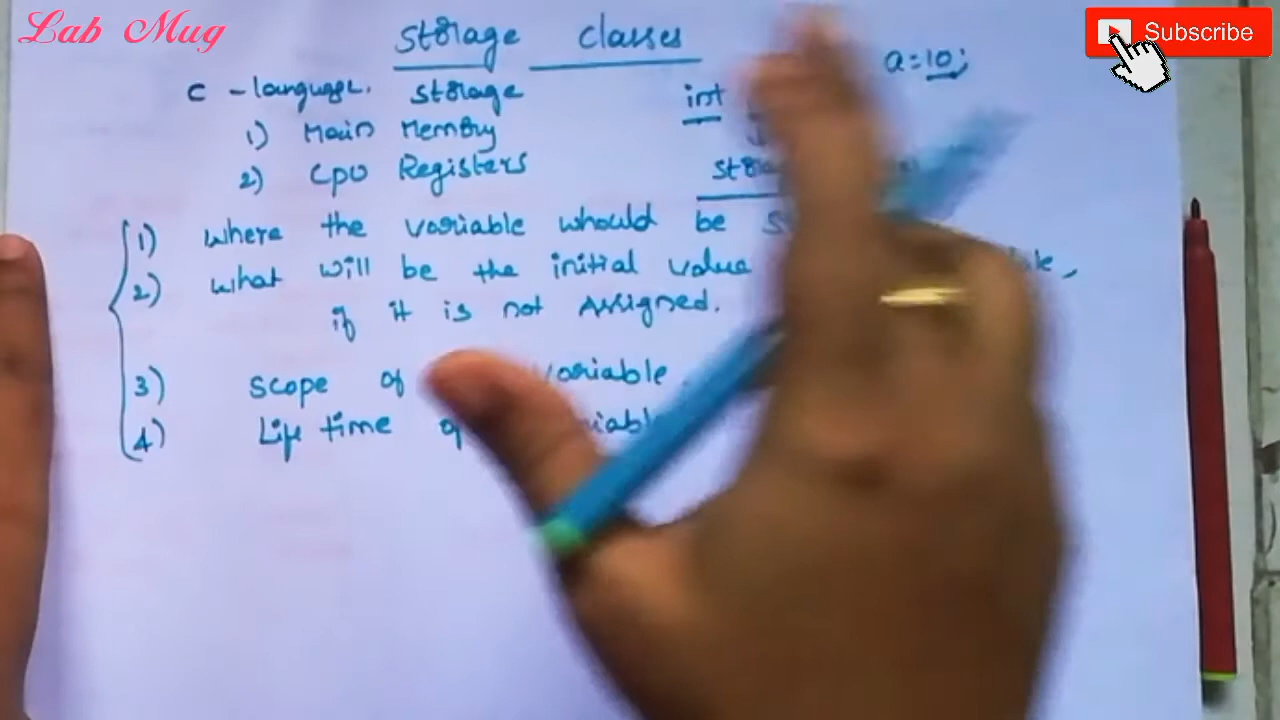 Lab Mug
Subscribe
Storage classes
a=10;
C - language. Storage
int
1) Main Memory
2) CPU Registers
1) where the variable whould be
2) what will be the initial value
if it is not Assigned.
3) Scope of variable.
4) Life time of